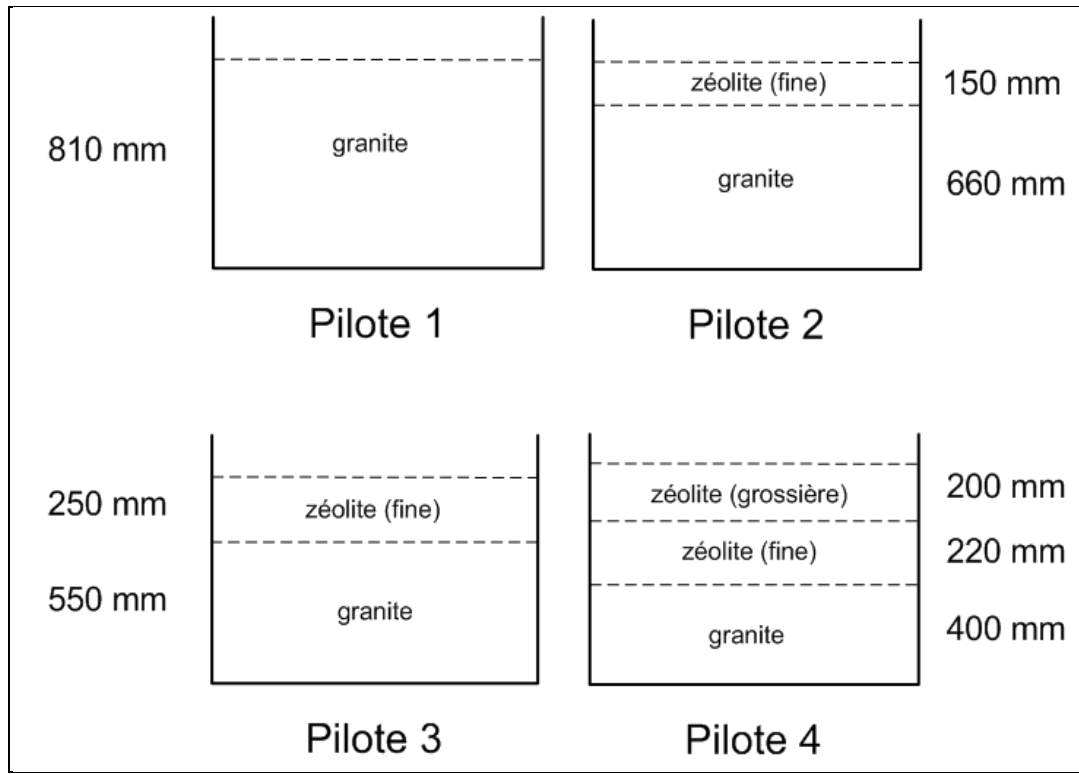 810 mm
granite
Pilote 1
zéolite (fine)
150 mm
granite
660 mm
Pilote 2
250 mm
zéolite (fine)
550 mm
granite
Pilote 3
zéolite (grossière)
200 mm
zéolite (fine)
220 mm
granite
400 mm
Pilote 4